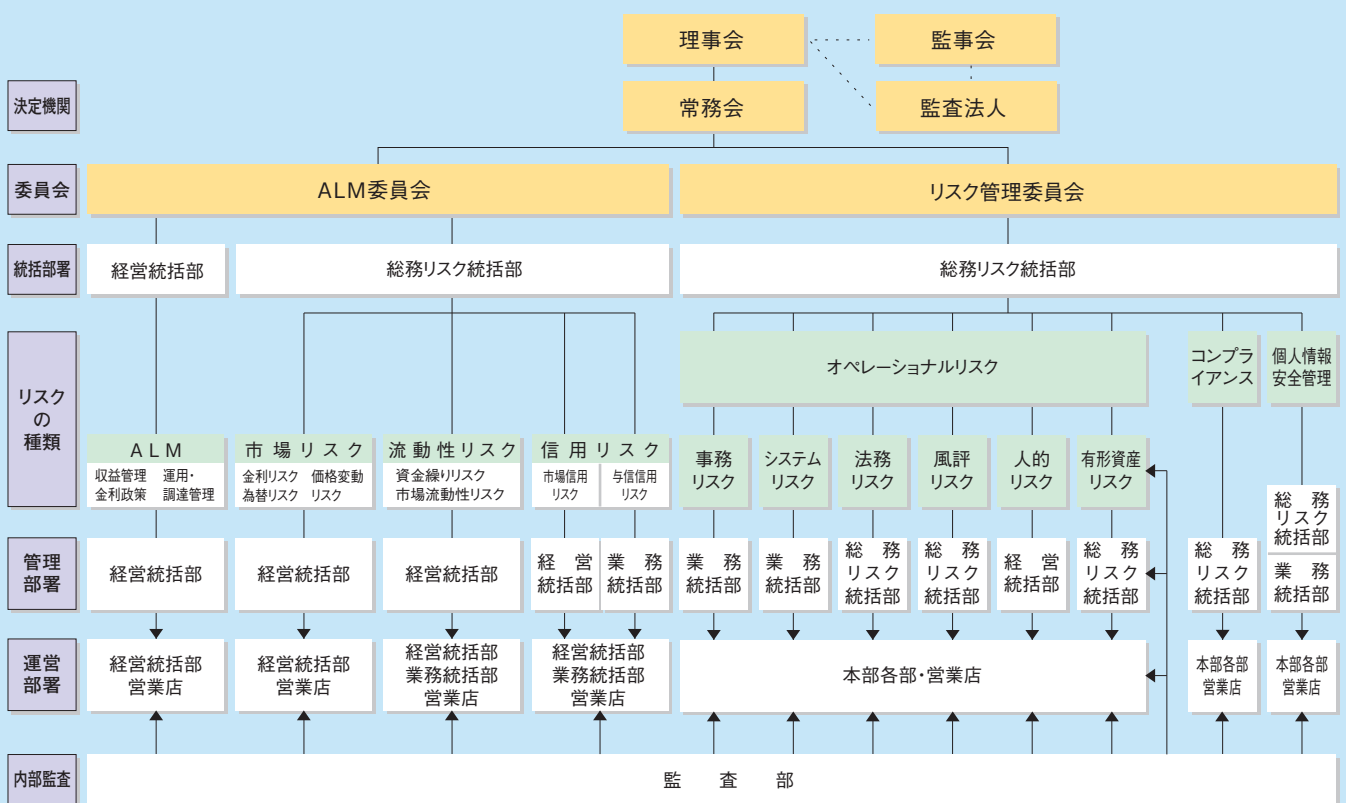 理事会
監事会
決定機関
常務会
監査法人
委員会
ALM委員会
リスク管理委員会
統括部署
経営統括部
総務リスク統括部
総務リスク統括部
リスク
の
種類
オペレーショナルリスク
コンプラ
イアンス
個人情報
安全管理
ALM
収益管理 運用・
金利政策 調達管理
市場リスク
金利リスク 価格変動
為替リスク リスク
流動性リスク
資金繰りリスク
市場流動性リスク
信用リスク
市場信用
リスク
与信信用
リスク
事務
リスク
システム
リスク
法務
リスク
風評
リスク
人的
リスク
有形資産
リスク
管理
部署
経営統括部
経営統括部
経営統括部
経営
統括部
業務
統括部
業務
統括部
業務
統括部
総務
リスク
統括部
総務
リスク
統括部
経営
統括部
総務
リスク
統括部
総務
リスク
統括部
総務
リスク
統括部
業務
統括部
運営
部署
経営統括部
営業店
経営統括部
営業店
経営統括部
業務統括部
営業店
経営統括部
業務統括部
営業店
本部各部・営業店
本部各部
営業店
本部各部
営業店
内部監査
監査部